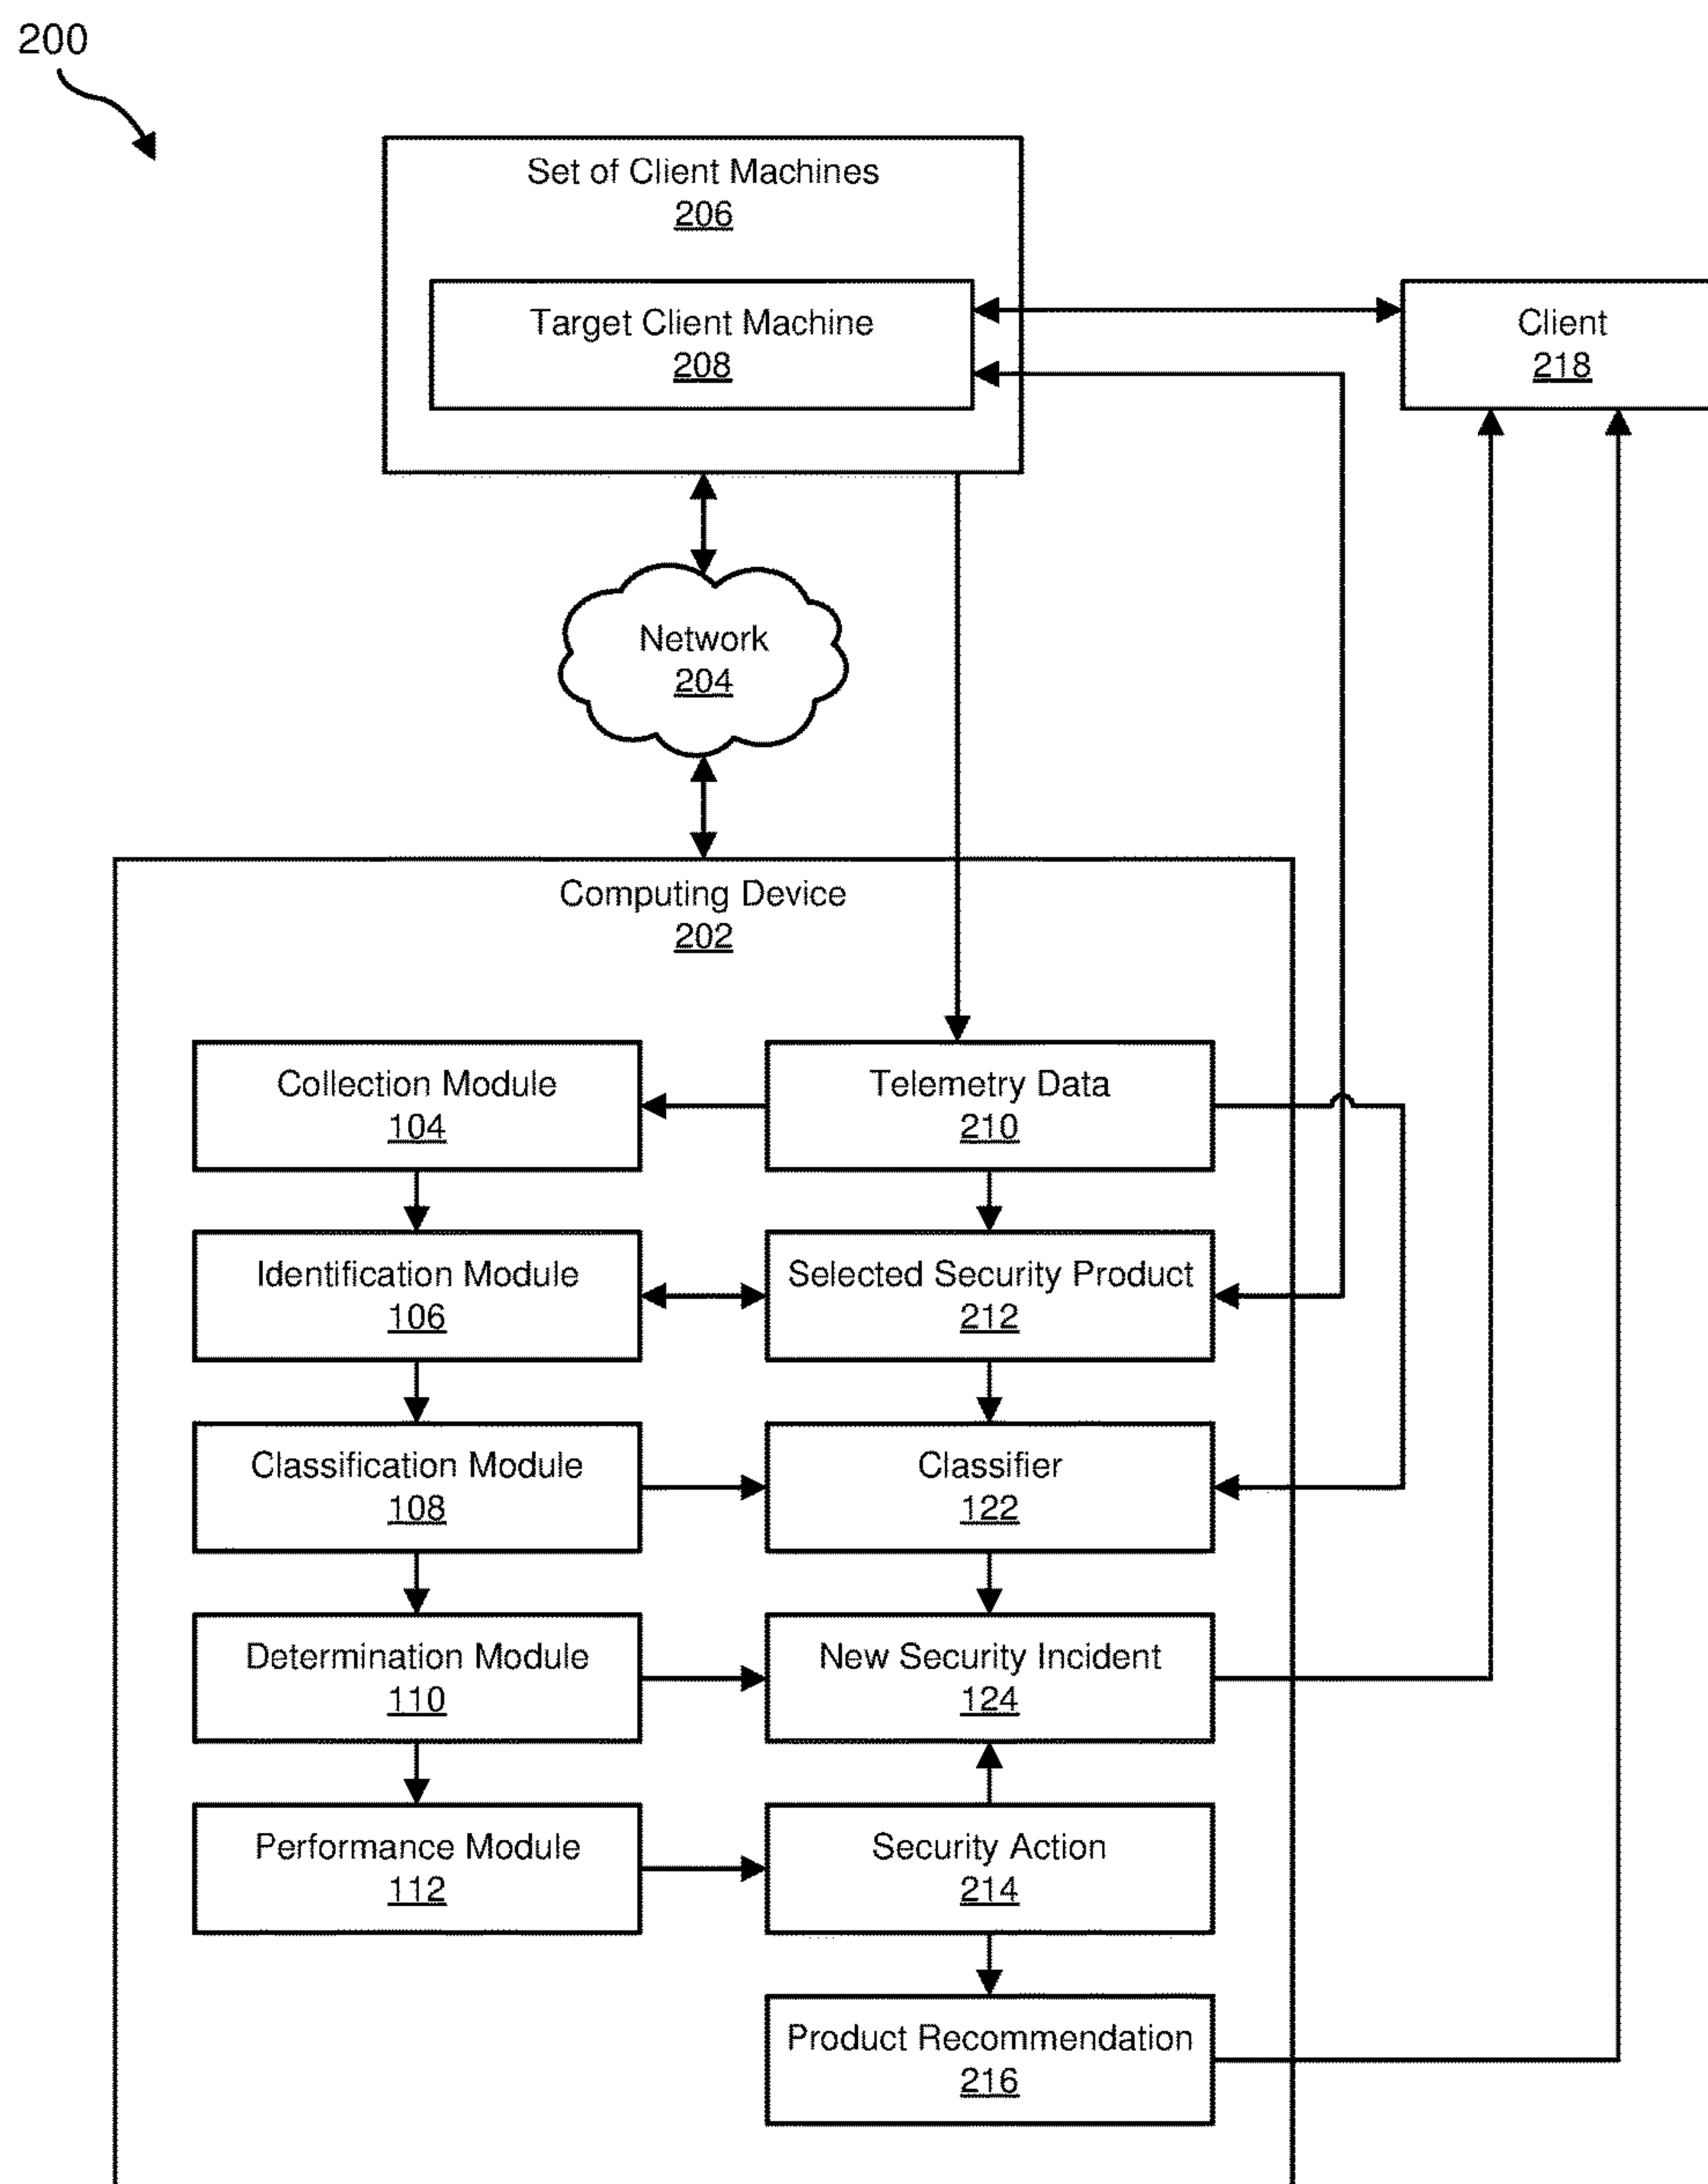 200
Set of Client Machines
206
Target Client Machine
208
Client
218
Network
204
Computing Device
202
Collection Module
104
Telemetry Data
210
Identification Module
106
Selected Security Product
212
Classification Module
108
Classifier
122
Determination Module
110
New Security Incident
124
Performance Module
112
Security Action
214
Product Recommendation
216